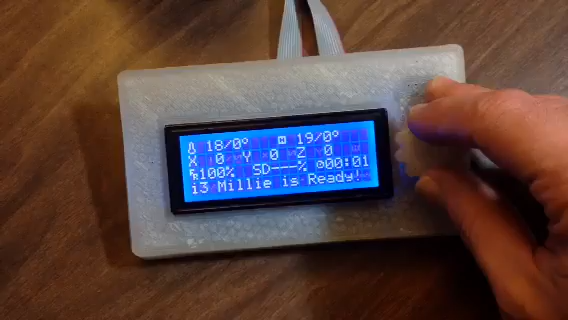 18/0° 19/0°
X 0 Y 0 Z 0
100% SD---% 00:01
i3 Millie is Ready!